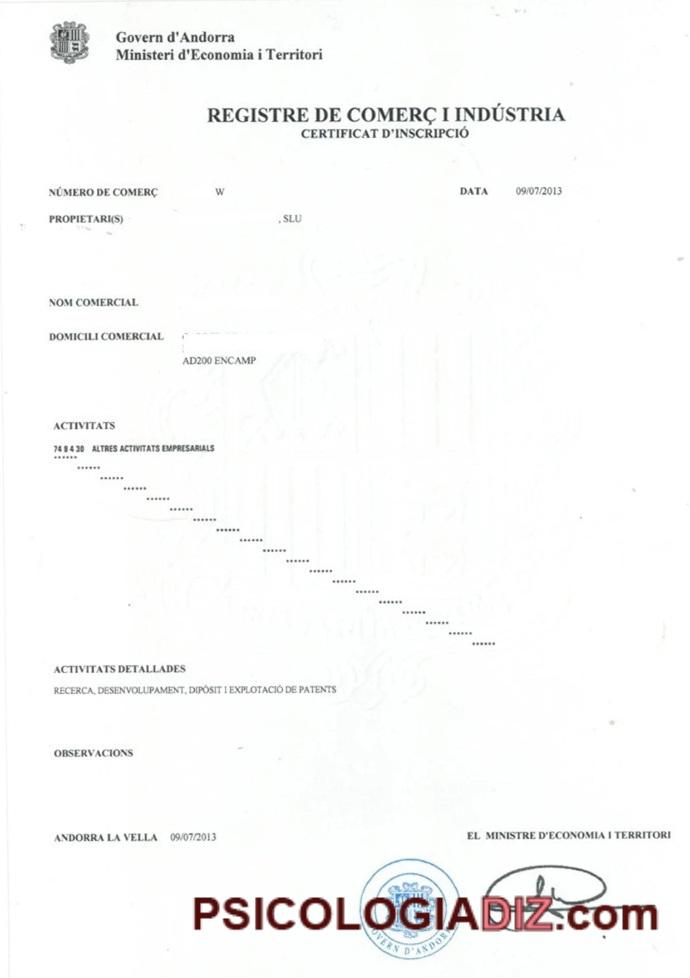 Govern d'Andorra
Ministeri d'Economia i Territori
REGISTRE DE COMERÇ I INDÚSTRIA
CERTIFICAT D'INSCRIPCIÓ
NÚMERO DE COMERÇ W DATA 09/07/2013
PROPIETARI(S) , SLU
NOM COMERCIAL
DOMICILI COMERCIAL
AD200 ENCAMP
ACTIVITATS
74 8 4 30 ALTRES ACTIVITATS EMPRESARIALS
ACTIVITATS DETALLADES
RECERCA, DESENVOLUPAMENT, DIPÒSIT I EXPLOTACIÓ DE PATENTS
OBSERVACIONS
ANDORRA LA VELLA 09/07/2013
EL MINISTRE D'ECONOMIA I TERRITORI
PSICOLOGIADIZ.com
GOVERN D'ANDORRA